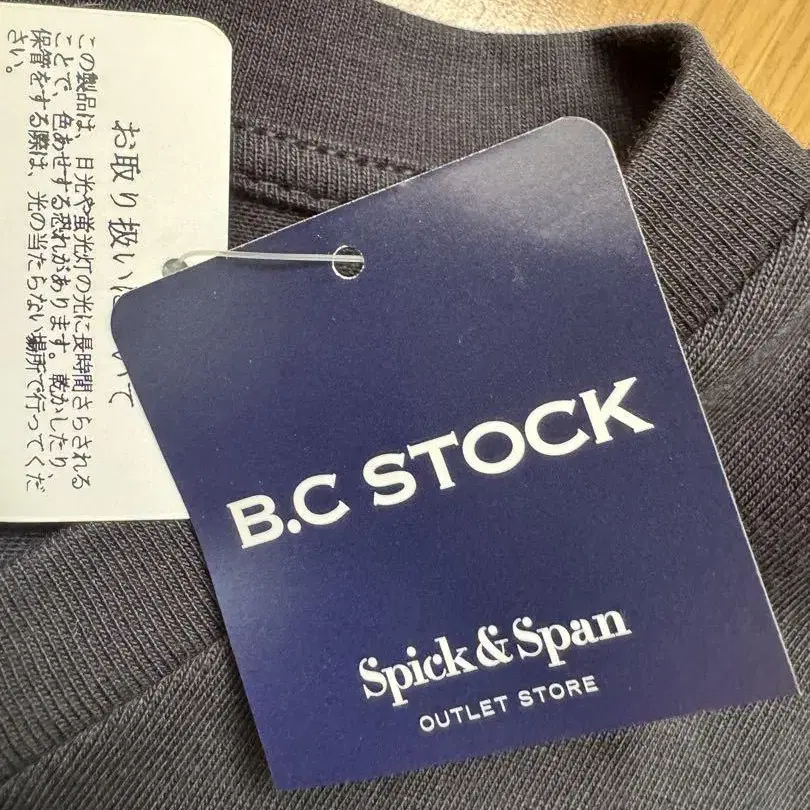 お取り扱いについて
この製品は、日光や蛍光灯の光に長時間さらされる
ことで、色あせする恐れがあります。乾かしたり、
保管をする際は、光の当たらない場所で行ってくだ
さい。
B.C STOCK
Spick&Span
OUTLET STORE